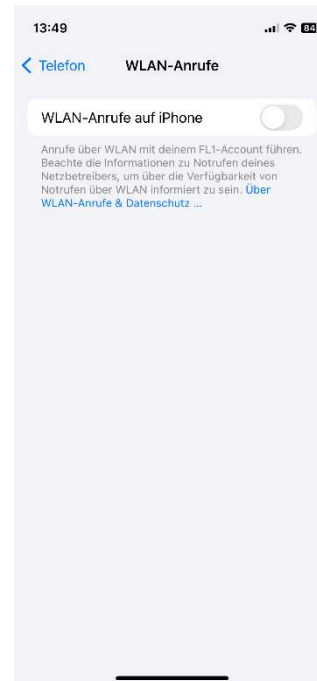 13:49
84
Telefon
WLAN-Anrufe
WLAN-Anrufe auf iPhone
Anrufe über WLAN mit deinem FL1-Account führen.
Beachte die Informationen zu Notrufen deines
Netzbetreibers, um über die Verfügbarkeit von
Notrufen über WLAN informiert zu sein. Über
WLAN-Anrufe & Datenschutz ...